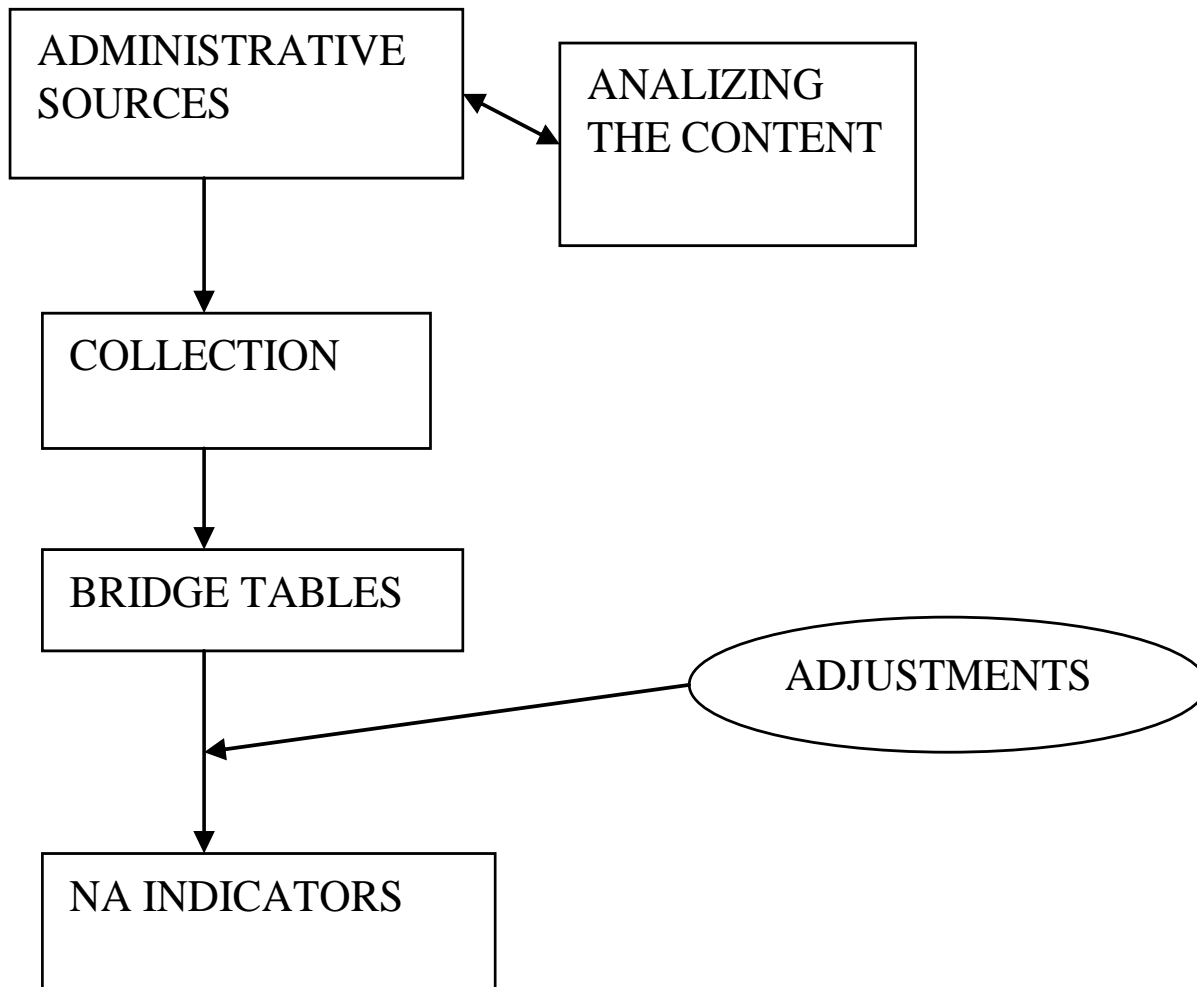 ADMINISTRATIVE
SOURCES
ANALIZING
THE CONTENT
COLLECTION
BRIDGE TABLES
ADJUSTMENTS
NA INDICATORS